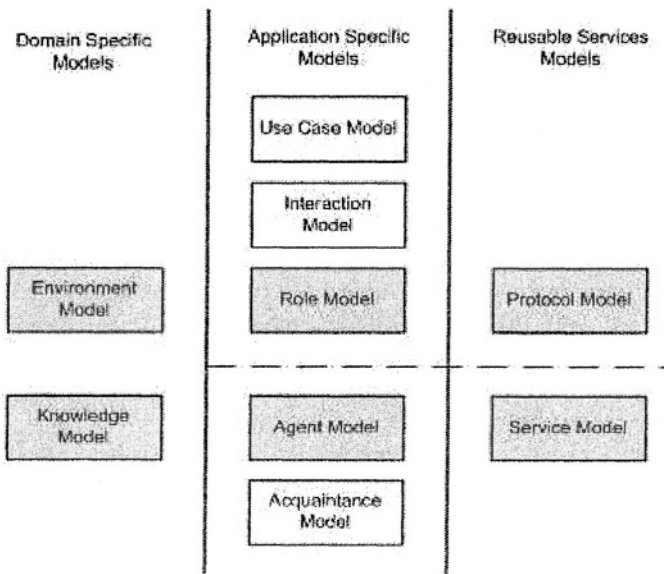 Domain Specific
Models
Application Specific
Models
Reusable Services
Models
Use Case Model
Interaction
Model
Environment
Model
Role Model
Protocol Model
Knowledge
Model
Agent Model
Service Model
Acquaintance
Model